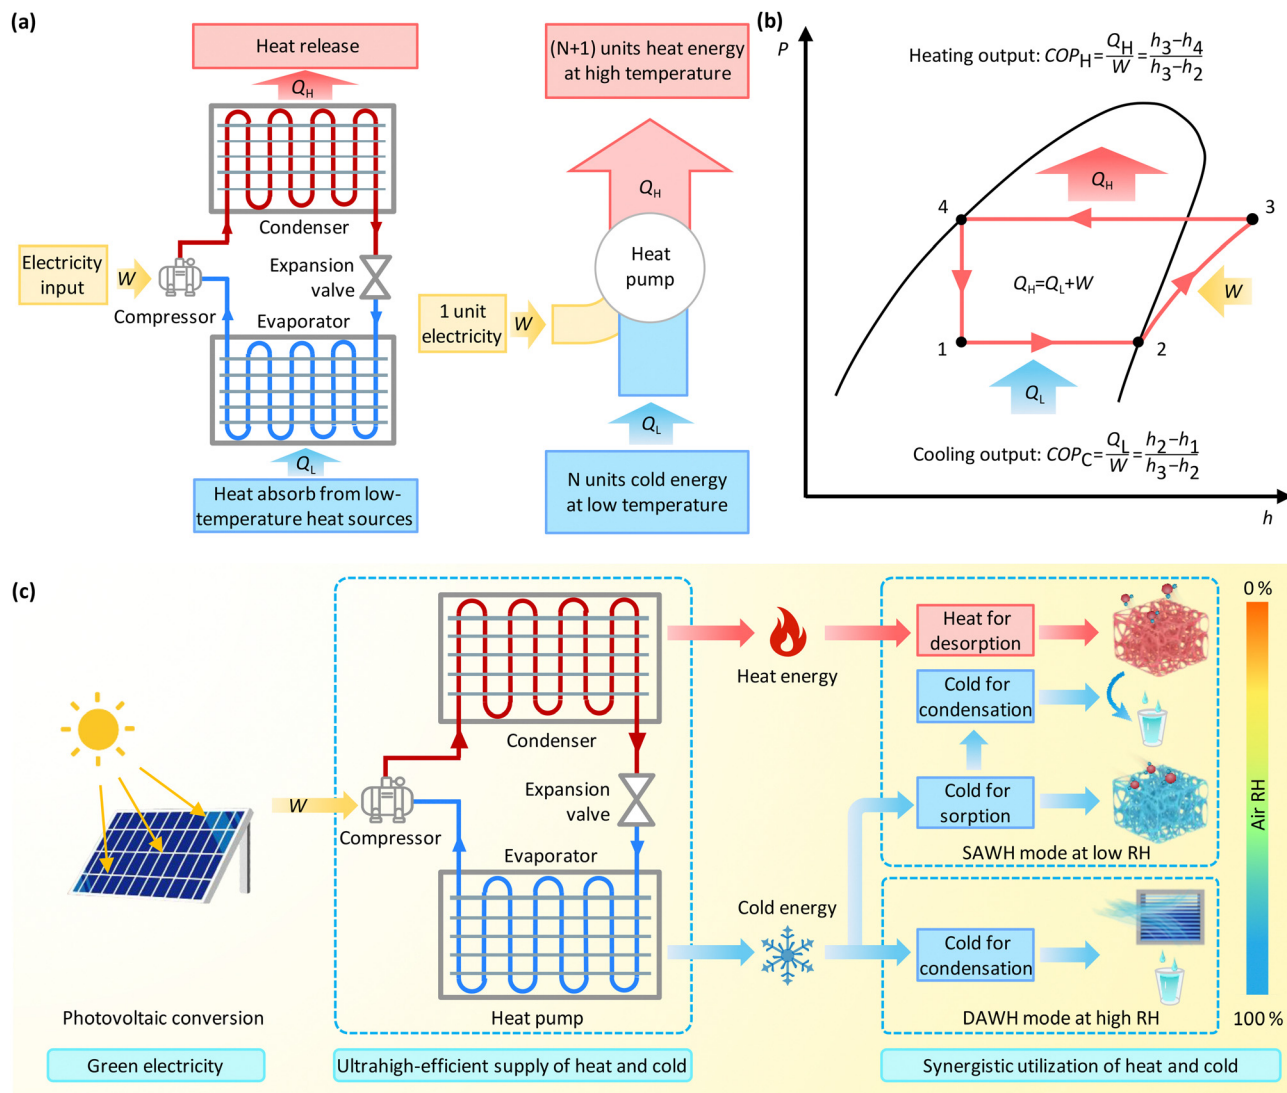 (a)
Heat release
Q_H
Condenser
Electricity
input
W
Compressor
Expansion
valve
Evaporator
Q_L
Heat absorb from low-
temperature heat sources
(N+1) units heat energy
at high temperature
Q_H
Heat
pump
1 unit
electricity
W
Q_L
N units cold energy
at low temperature
(b)
P
Heating output: COP_H = Q_H/W = (h_3−h_4)/(h_3−h_2)
Q_H
4
3
Q_H=Q_L+W
W
1
2
Q_L
Cooling output: COP_C = Q_L/W = (h_2−h_1)/(h_3−h_2)
h
(c)
Photovoltaic conversion
Green electricity
W
Condenser
Compressor
Expansion
valve
Evaporator
Heat pump
Ultrahigh-efficient supply of heat and cold
Heat energy
Cold energy
Heat for
desorption
Cold for
condensation
Cold for
sorption
SAWH mode at low RH
Cold for
condensation
DAWH mode at high RH
Synergistic utilization of heat and cold
0 %
Air RH
100 %